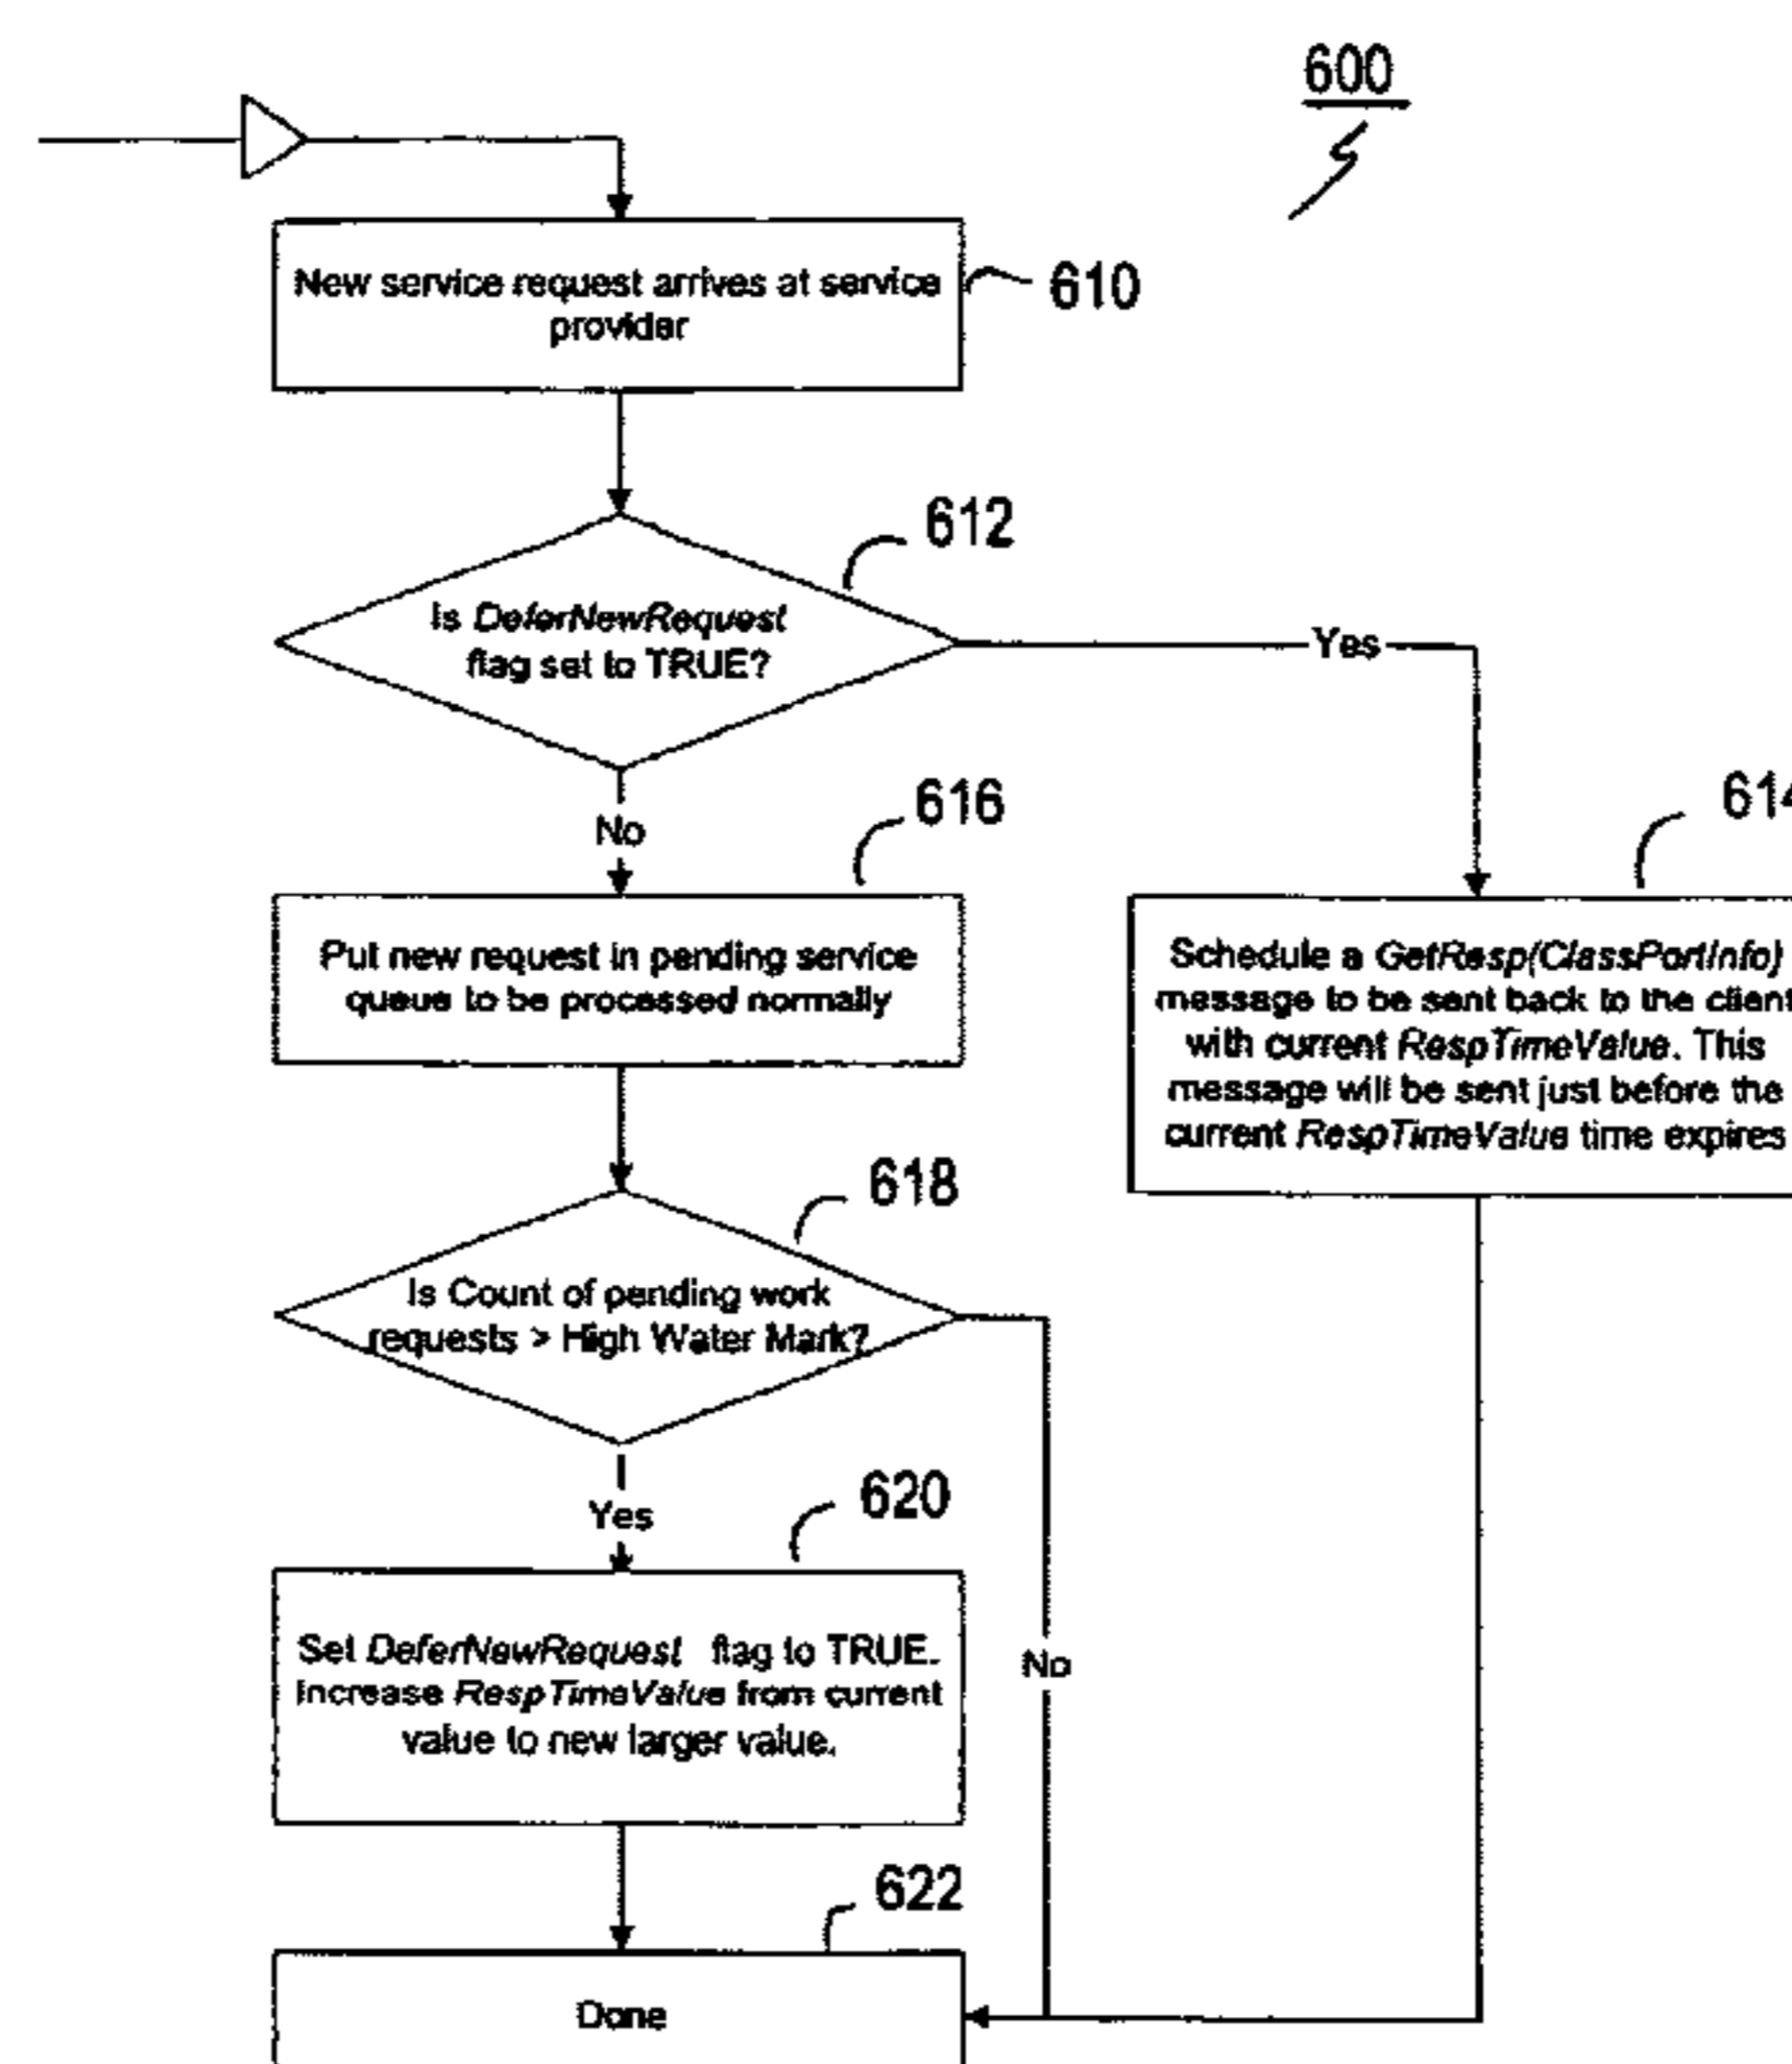 600
New service request arrives at service
provider
610
612
Is DeferNewRequest
flag set to TRUE?
Yes
No
616
614
Put new request in pending service
queue to be processed normally
Schedule a GetResp(ClassPortInfo)
message to be sent back to the client
with current RespTimeValue. This
message will be sent just before the
current RespTimeValue time expires
618
Is Count of pending work
requests > High Water Mark?
Yes
620
No
Set DeferNewRequest flag to TRUE.
Increase RespTimeValue from current
value to new larger value.
622
Done